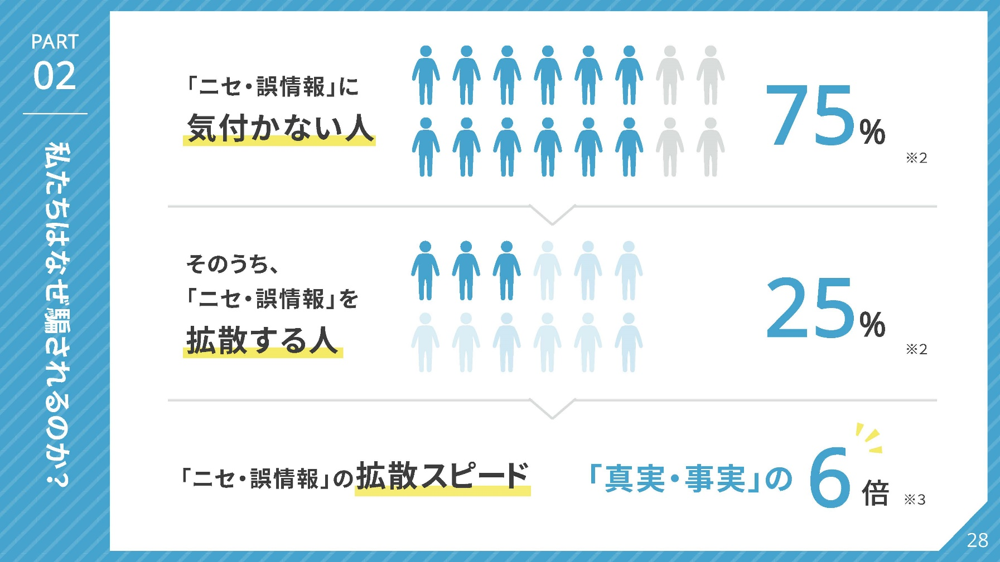 PART
02
私たちはなぜ騙されるのか?
「ニセ・誤情報」に
気付かない人
75%
※2
そのうち、
「ニセ・誤情報」を
拡散する人
25%
※2
「ニセ・誤情報」の拡散スピード
「真実・事実」の6倍
※3
28